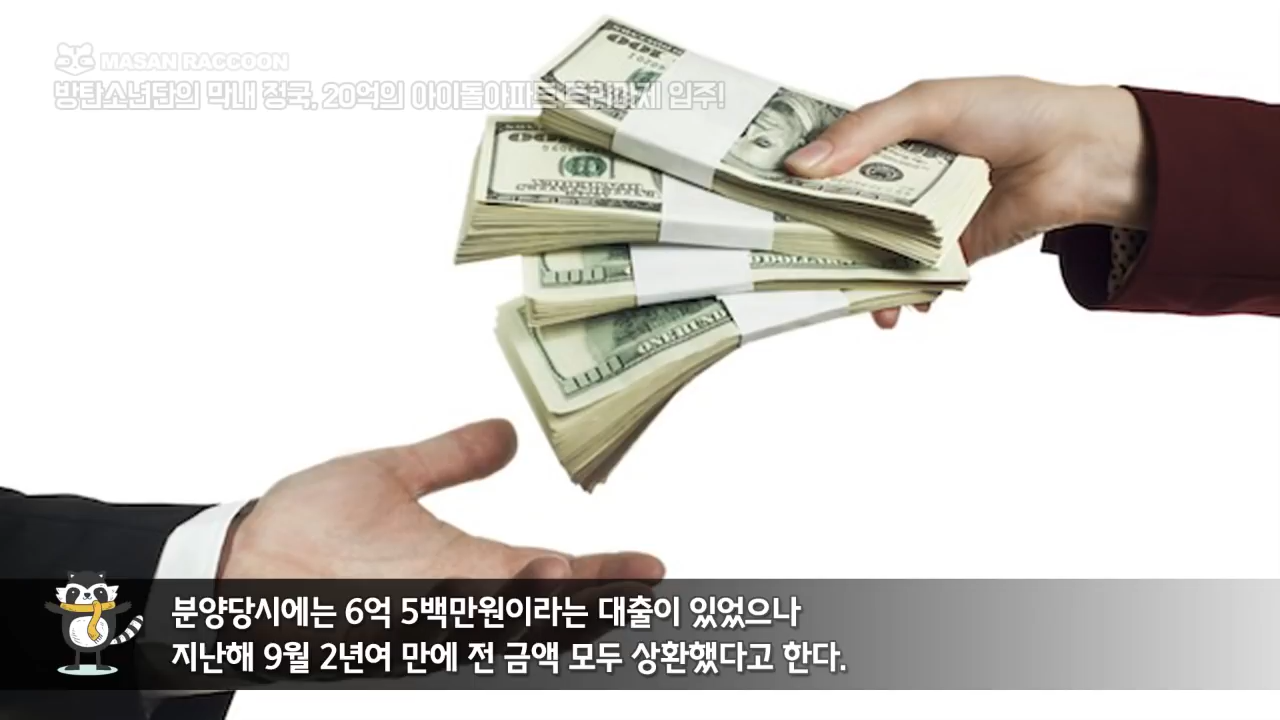 MASAN RACCOON
방탄소년단의 막내 정국, 20억의 아이돌아파트 트리마제 입주!
분양당시에는 6억 5백만원이라는 대출이 있었으나
지난해 9월 2년여 만에 전 금액 모두 상환했다고 한다.